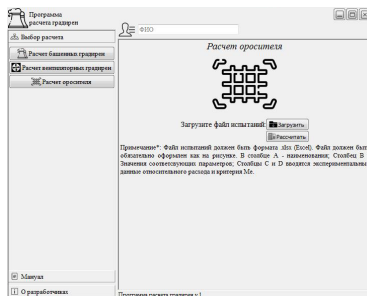 Программа
расчета градирен
Выбор расчета
Расчет башенных градирен
Расчет вентиляторных градирен
Расчет оросителя
Мануал
О разработчиках
ФИО
Расчет оросителя
Загрузите файл испытаний
Загрузить
Рассчитать
Примечание*: Файл испытаний должен быть формата .xlsx (Excel). Файл должен быт
обязательно оформлен как на рисунке. В столбце A - наименования; Столбец B
Значения соответствующих параметров; Столбцы C и D вводятся экспериментальны
данные относительного расхода и критерия Me.
Программа расчета градирен v.1